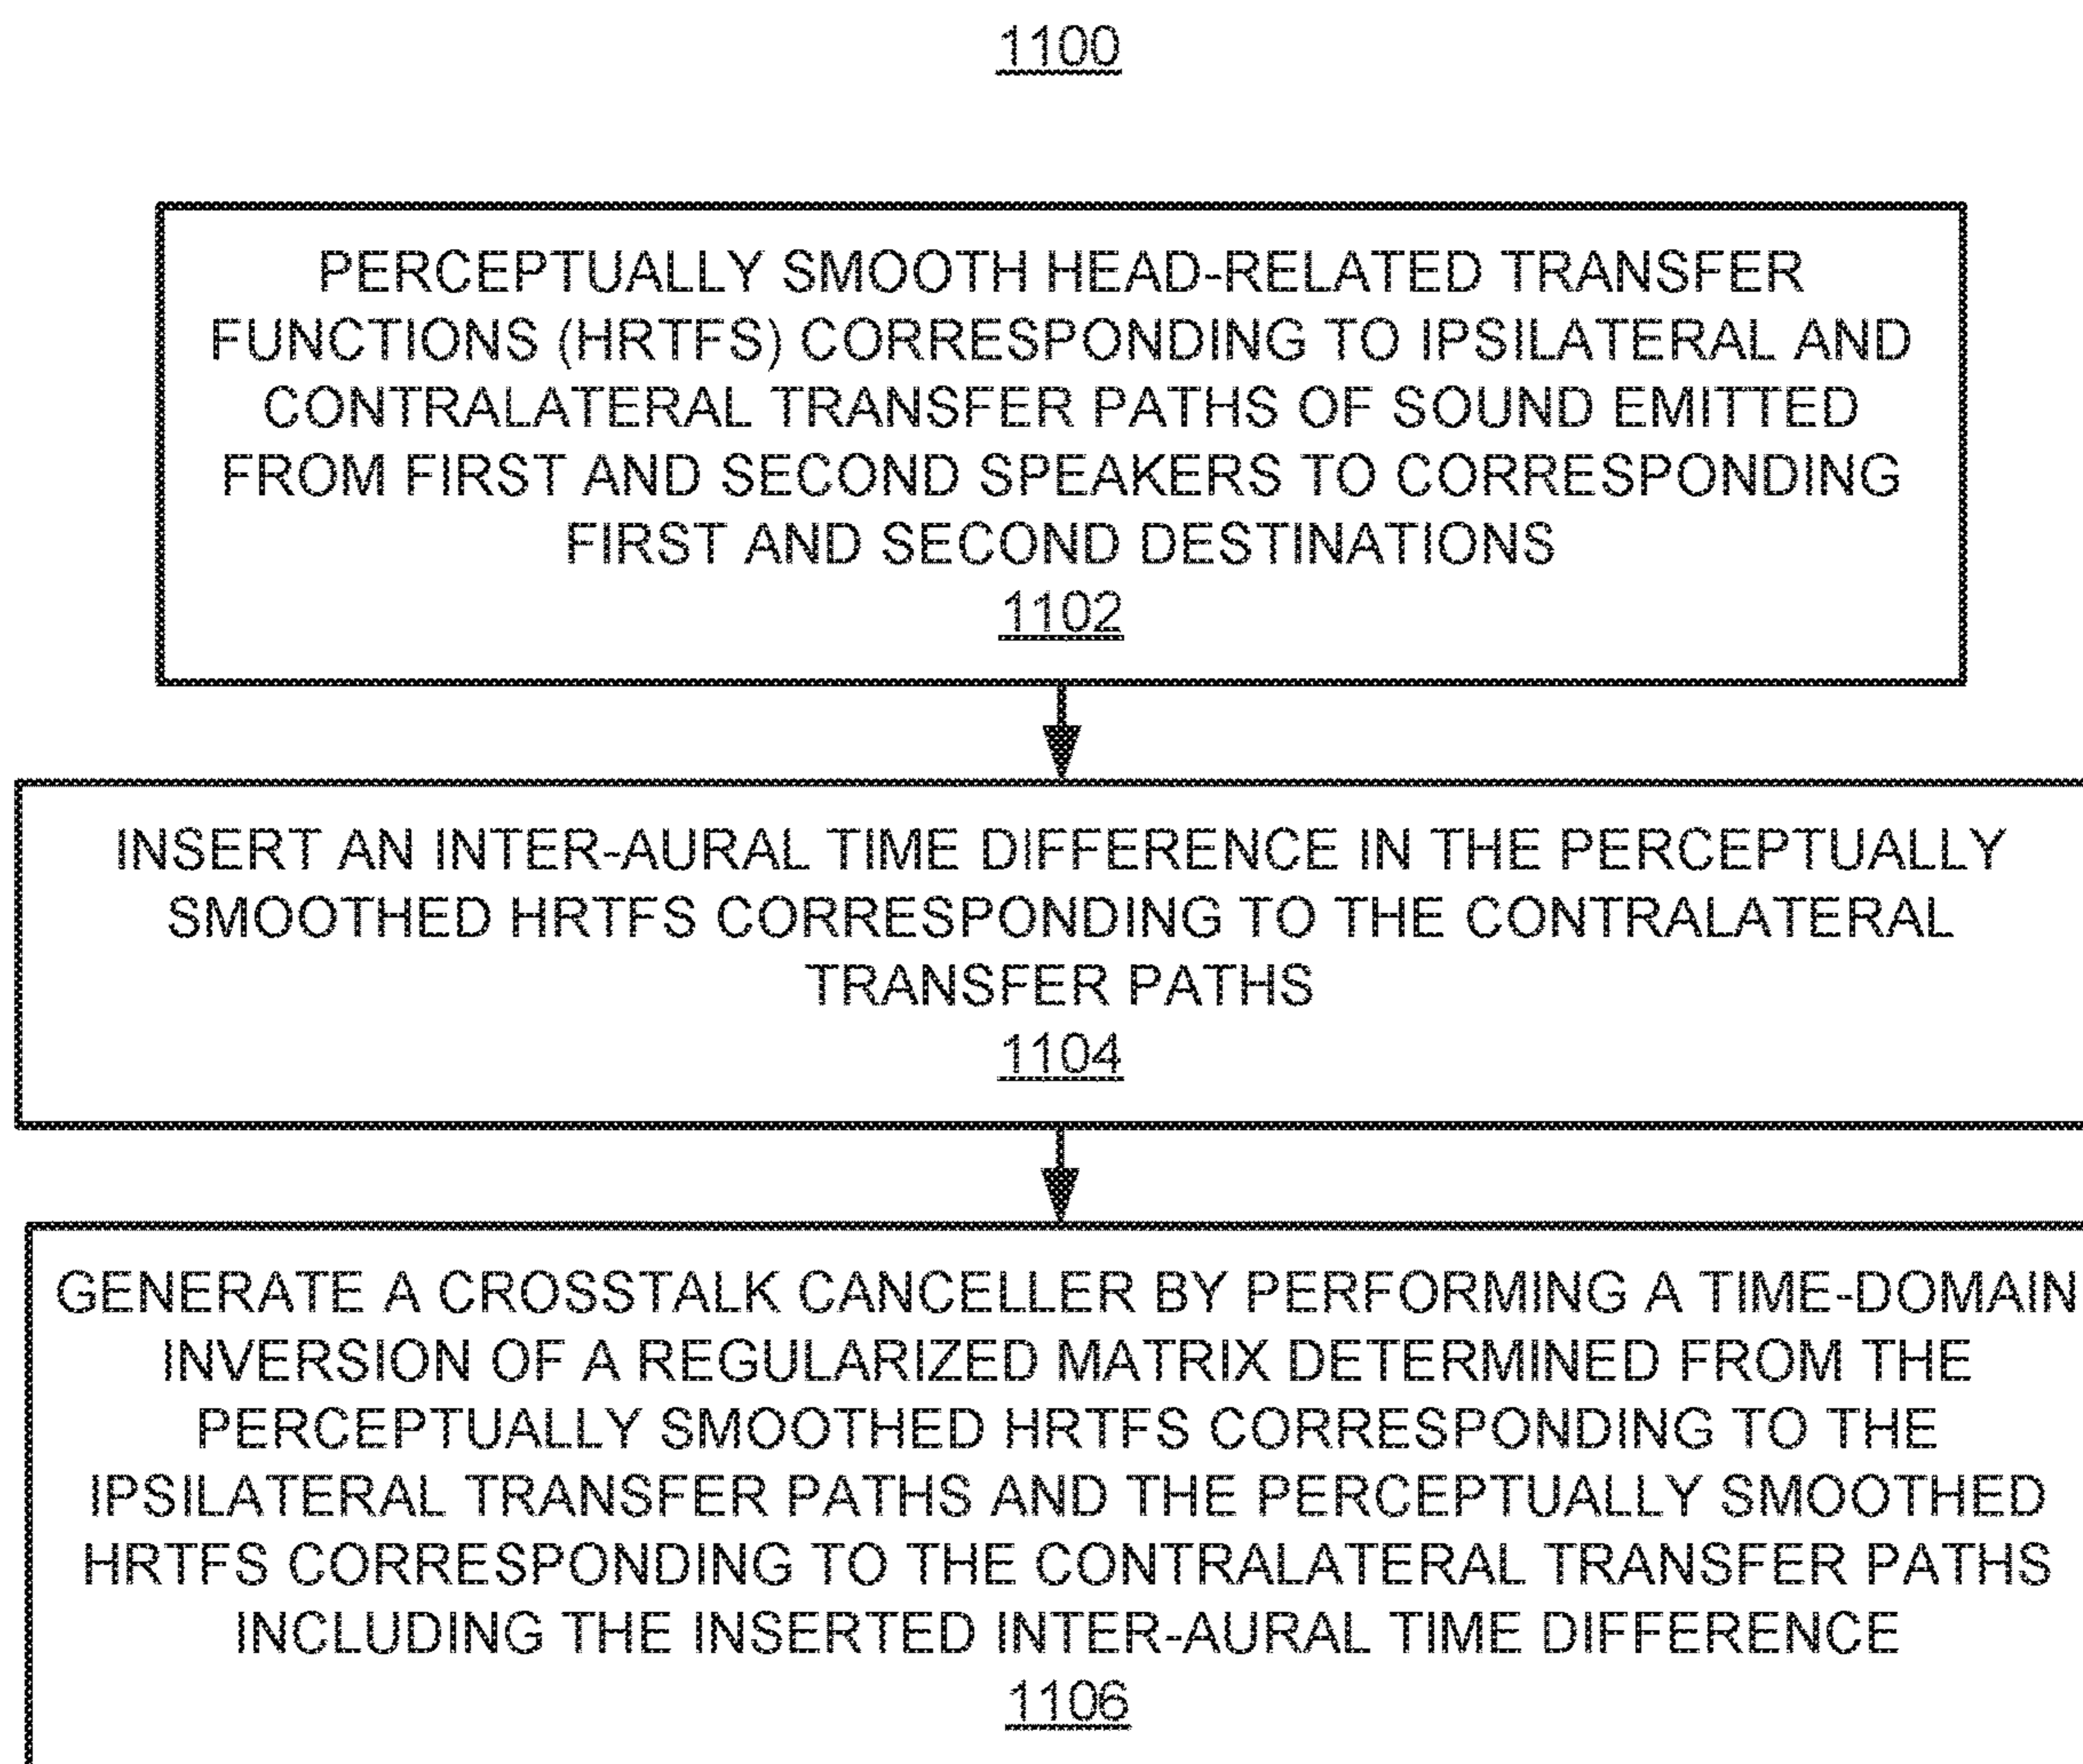 1100
PERCEPTUALLY SMOOTH HEAD-RELATED TRANSFER
FUNCTIONS (HRTFS) CORRESPONDING TO IPSILATERAL AND
CONTRALATERAL TRANSFER PATHS OF SOUND EMITTED
FROM FIRST AND SECOND SPEAKERS TO CORRESPONDING
FIRST AND SECOND DESTINATIONS
1102
INSERT AN INTER-AURAL TIME DIFFERENCE IN THE PERCEPTUALLY
SMOOTHED HRTFS CORRESPONDING TO THE CONTRALATERAL
TRANSFER PATHS
1104
GENERATE A CROSSTALK CANCELLER BY PERFORMING A TIME-DOMAIN
INVERSION OF A REGULARIZED MATRIX DETERMINED FROM THE
PERCEPTUALLY SMOOTHED HRTFS CORRESPONDING TO THE
IPSILATERAL TRANSFER PATHS AND THE PERCEPTUALLY SMOOTHED
HRTFS CORRESPONDING TO THE CONTRALATERAL TRANSFER PATHS
INCLUDING THE INSERTED INTER-AURAL TIME DIFFERENCE
1106